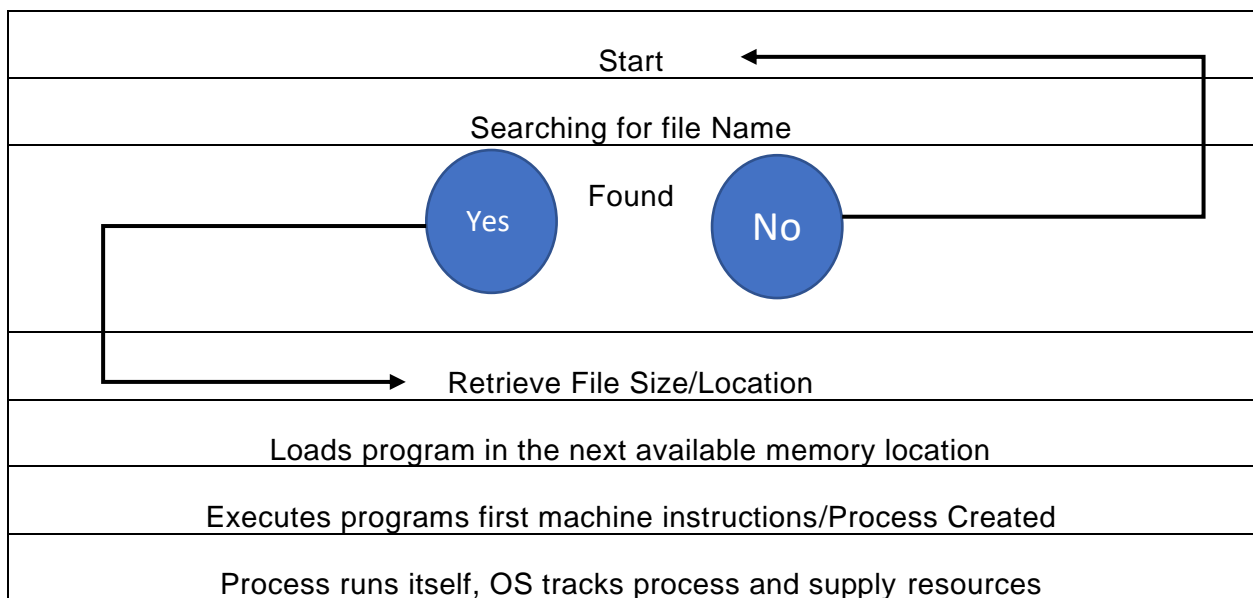 Start
Searching for file Name
Found
Yes
No
Retrieve File Size/Location
Loads program in the next available memory location
Executes programs first machine instructions/Process Created
Process runs itself, OS tracks process and supply resources